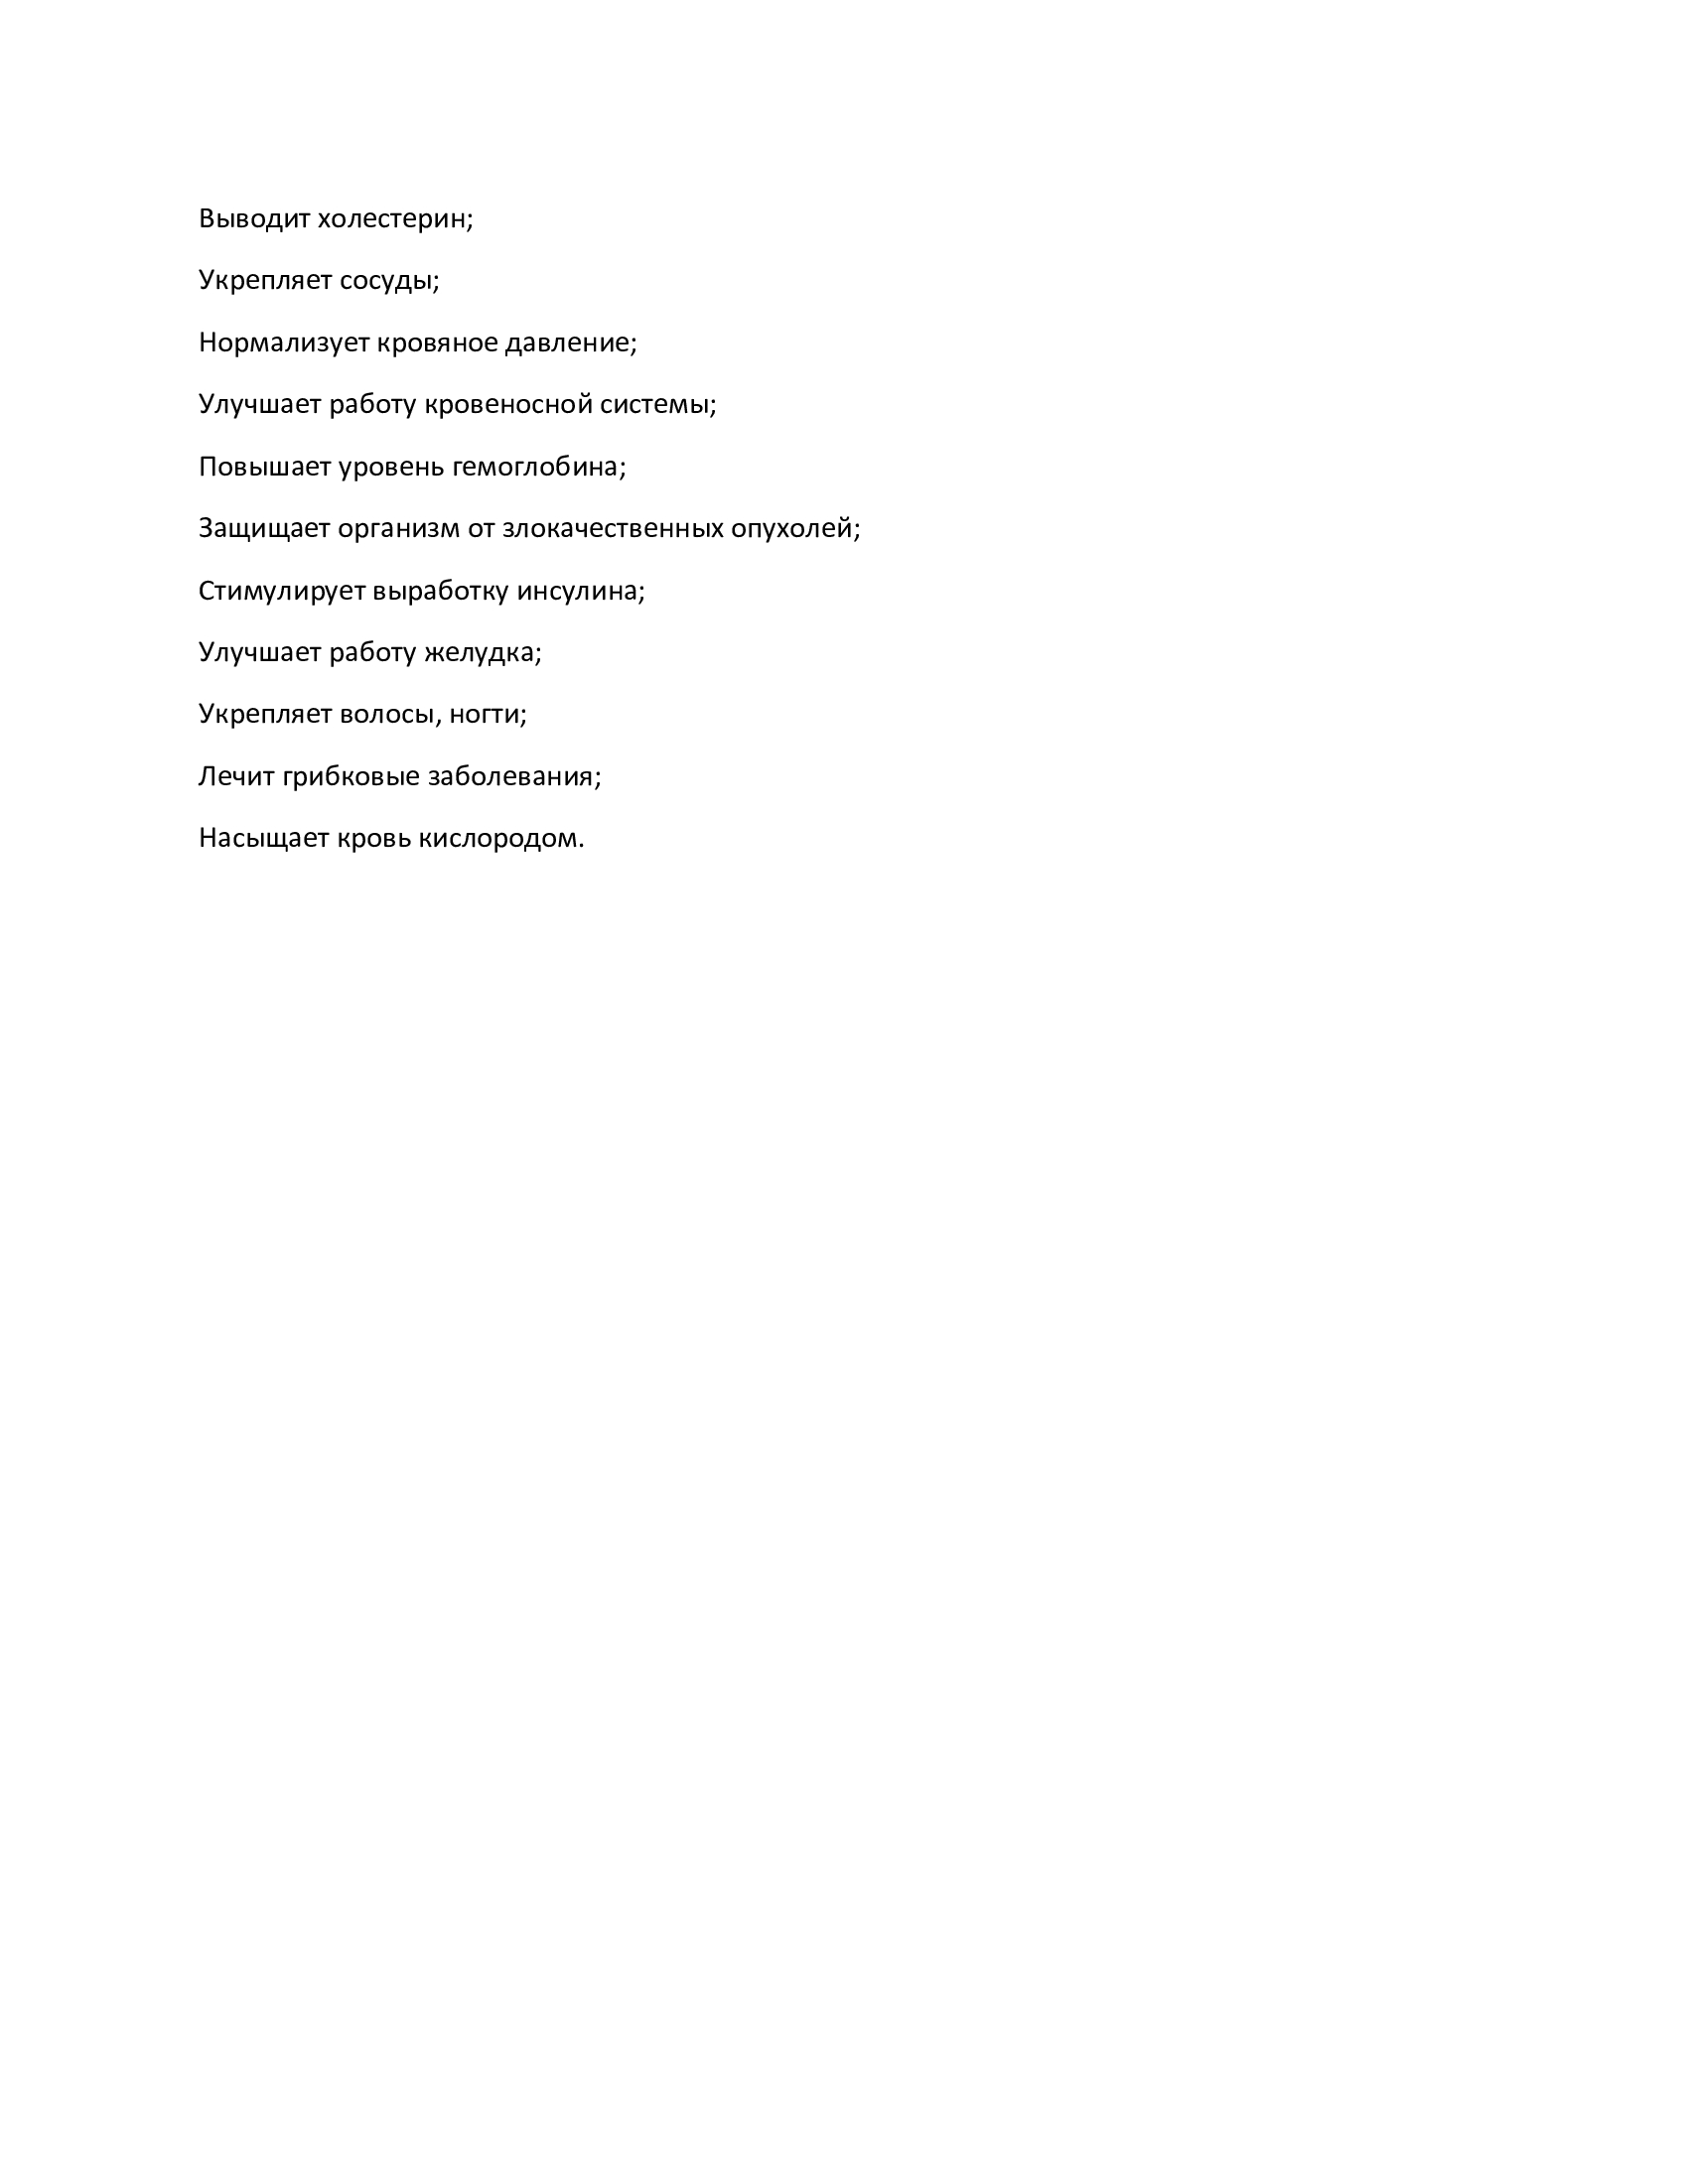 Выводит холестерин;
Укрепляет сосуды;
Нормализует кровяное давление;
Улучшает работу кровеносной системы;
Повышает уровень гемоглобина;
Защищает организм от злокачественных опухолей;
Стимулирует выработку инсулина;
Улучшает работу желудка;
Укрепляет волосы, ногти;
Лечит грибковые заболевания;
Насыщает кровь кислородом.